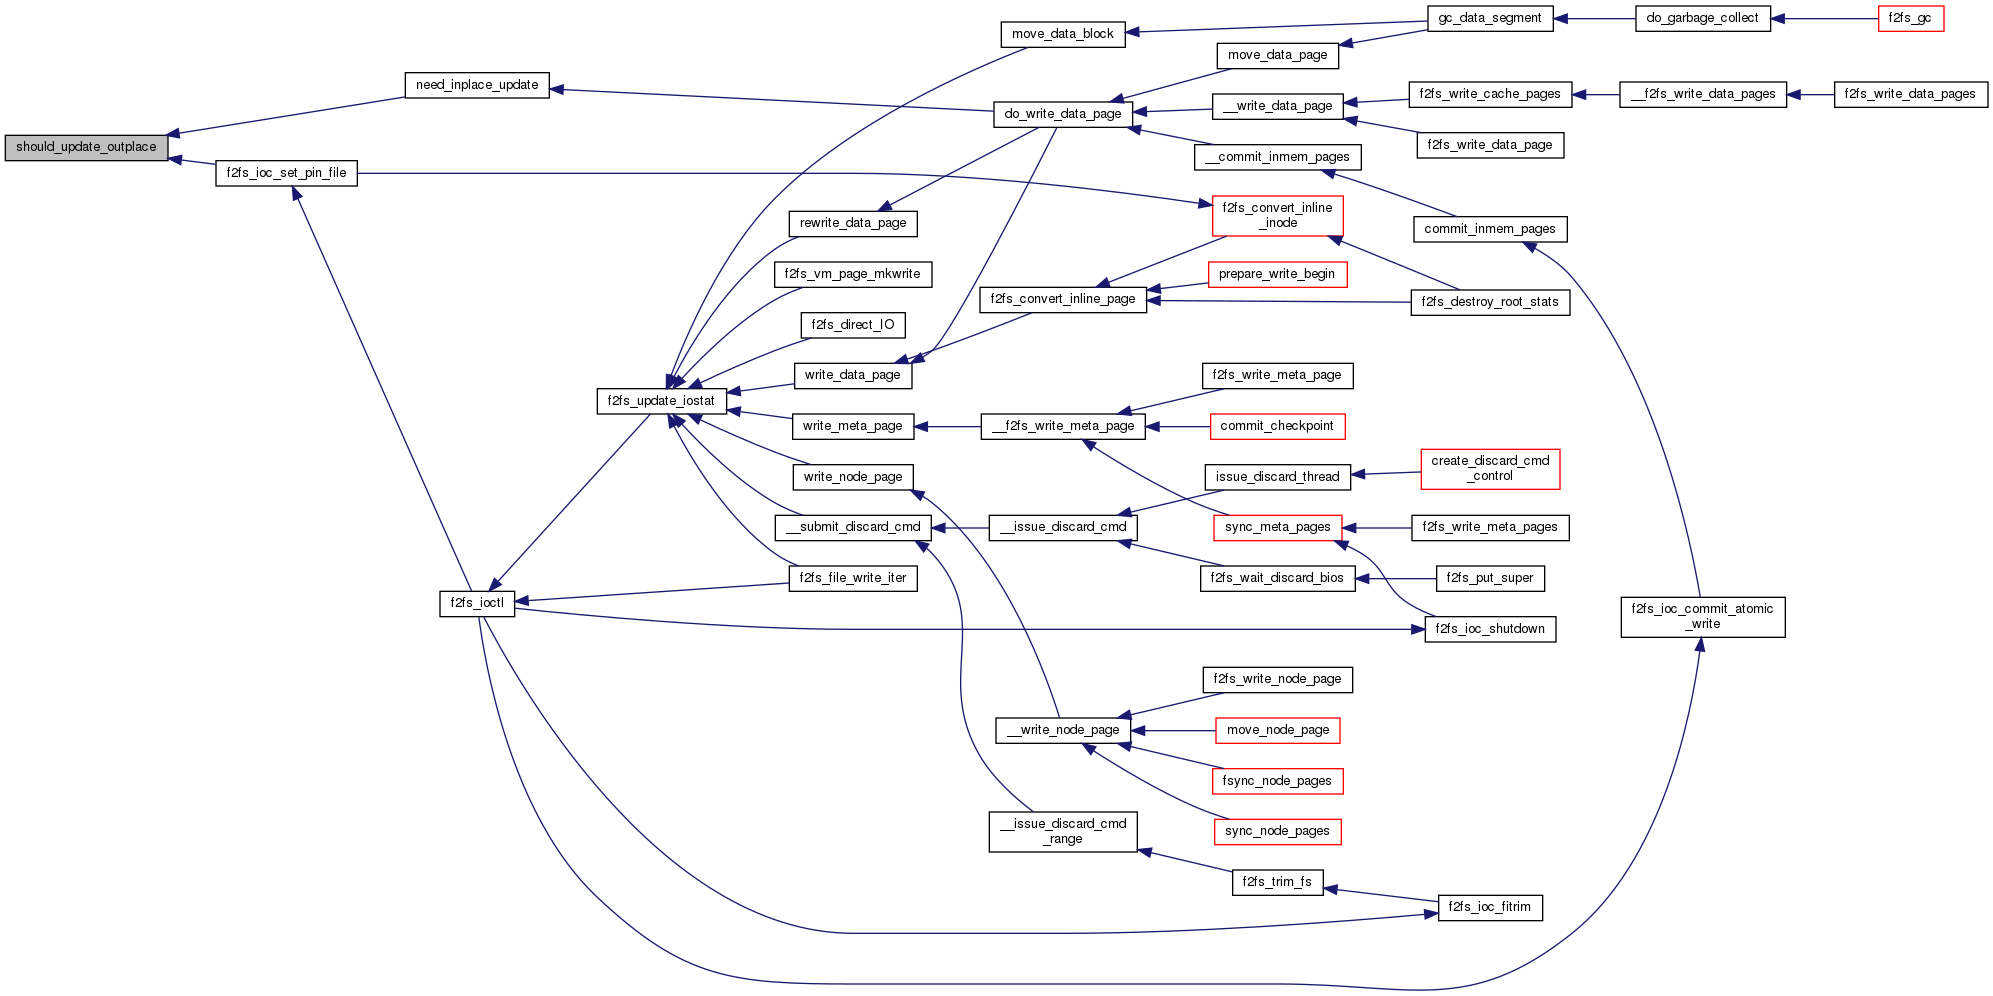 should_update_outplace
need_inplace_update
f2fs_ioc_set_pin_file
f2fs_ioctl
f2fs_update_iostat
move_data_block
do_write_data_page
rewrite_data_page
f2fs_vm_page_mkwrite
f2fs_direct_IO
write_data_page
write_meta_page
write_node_page
__submit_discard_cmd
f2fs_file_write_iter
f2fs_convert_inline_page
__f2fs_write_meta_page
__issue_discard_cmd
__write_node_page
__issue_discard_cmd
_range
gc_data_segment
do_garbage_collect
f2fs_gc
move_data_page
__write_data_page
f2fs_write_cache_pages
__f2fs_write_data_pages
f2fs_write_data_pages
f2fs_write_data_page
__commit_inmem_pages
f2fs_convert_inline
_inode
commit_inmem_pages
prepare_write_begin
f2fs_destroy_root_stats
f2fs_write_meta_page
commit_checkpoint
issue_discard_thread
create_discard_cmd
_control
sync_meta_pages
f2fs_write_meta_pages
f2fs_wait_discard_bios
f2fs_put_super
f2fs_ioc_shutdown
f2fs_ioc_commit_atomic
_write
f2fs_write_node_page
move_node_page
fsync_node_pages
sync_node_pages
f2fs_trim_fs
f2fs_ioc_fitrim